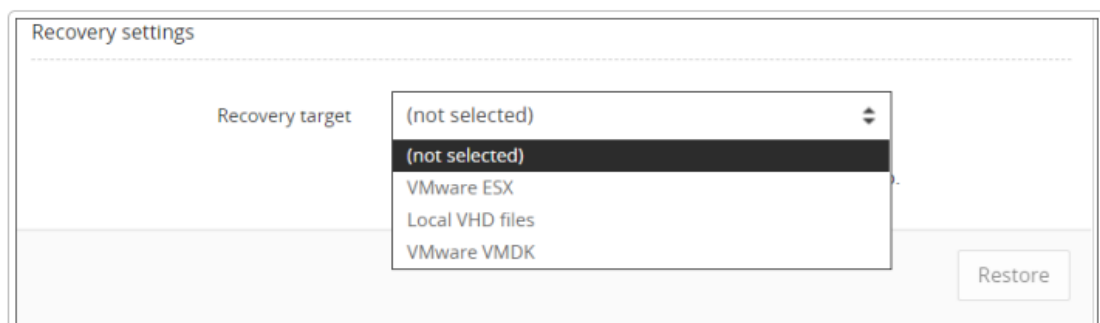 Recovery settings
Recovery target (not selected)
(not selected)
VMware ESX
Local VHD files
VMware VMDK
Restore